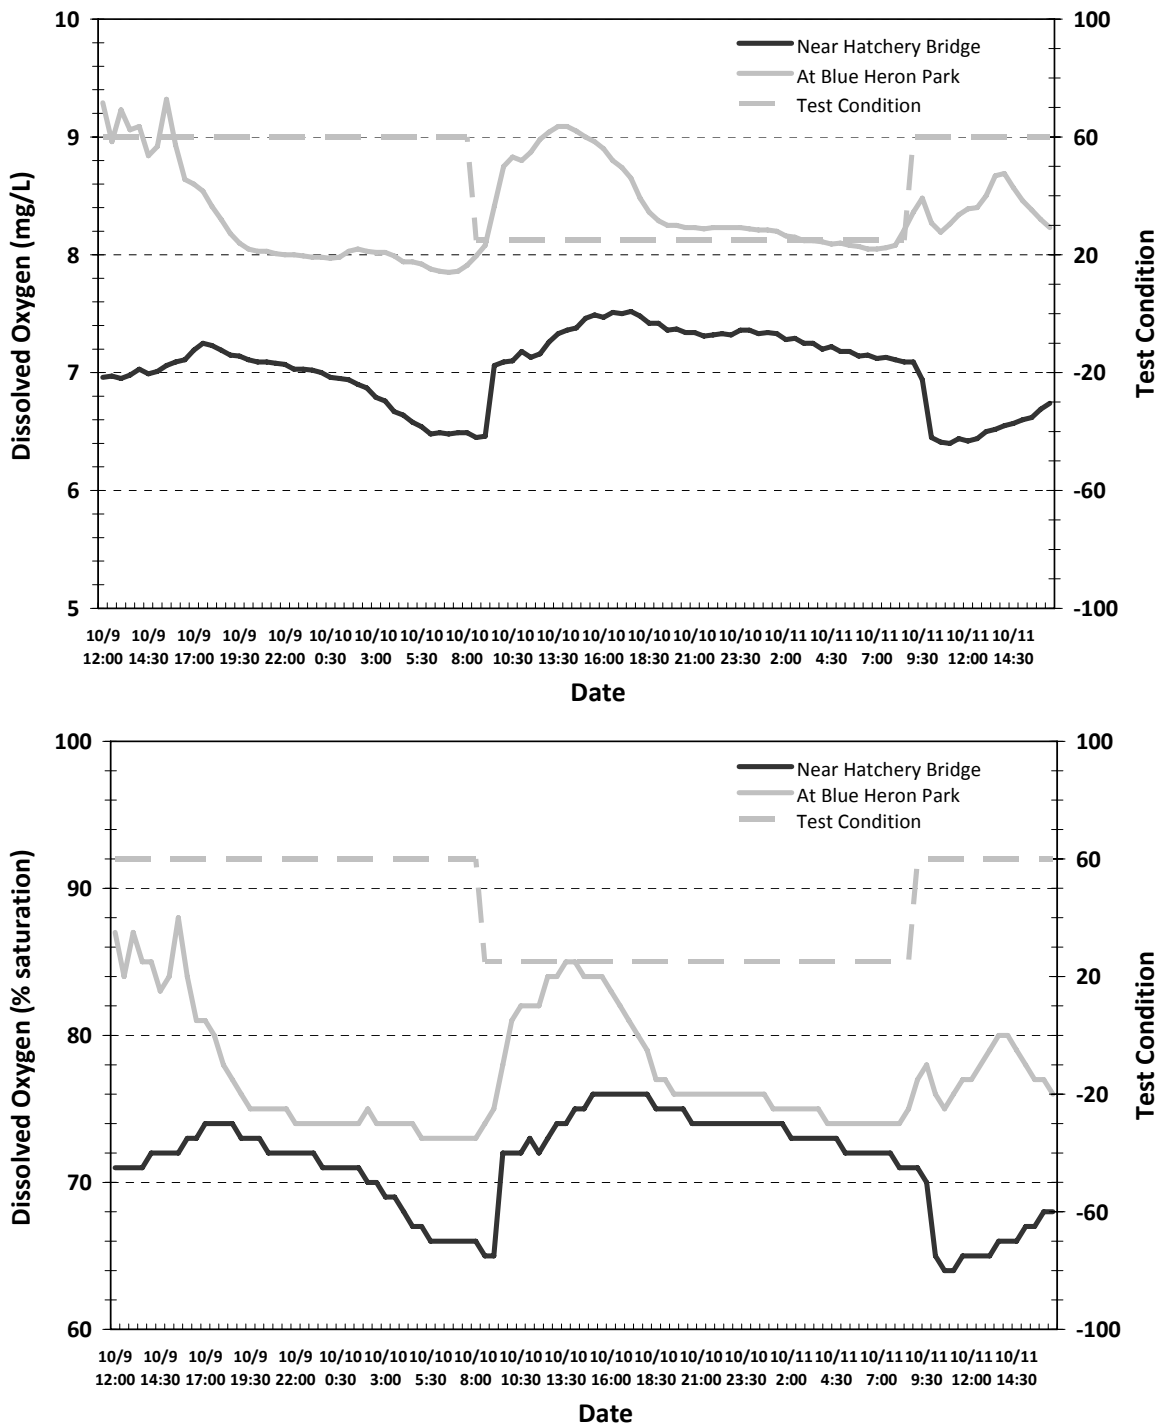 10
9
8
7
6
5
Dissolved Oxygen (mg/L)
100
60
20
-20
-60
-100
Test Condition
Near Hatchery Bridge
At Blue Heron Park
Test Condition
10/9 10/9 10/9 10/9 10/9 10/10 10/10 10/10 10/10 10/10 10/10 10/10 10/10 10/10 10/10 10/11 10/11 10/11 10/11 10/11 10/11
12:00 14:30 17:00 19:30 22:00 0:30 3:00 5:30 8:00 10:30 13:30 16:00 18:30 21:00 23:30 2:00 4:30 7:00 9:30 12:00 14:30
Date
100
90
80
70
60
Dissolved Oxygen (% saturation)
100
60
20
-20
-60
-100
Test Condition
Near Hatchery Bridge
At Blue Heron Park
Test Condition
10/9 10/9 10/9 10/9 10/9 10/10 10/10 10/10 10/10 10/10 10/10 10/10 10/10 10/10 10/10 10/11 10/11 10/11 10/11 10/11 10/11
12:00 14:30 17:00 19:30 22:00 0:30 3:00 5:30 8:00 10:30 13:30 16:00 18:30 21:00 23:30 2:00 4:30 7:00 9:30 12:00 14:30
Date